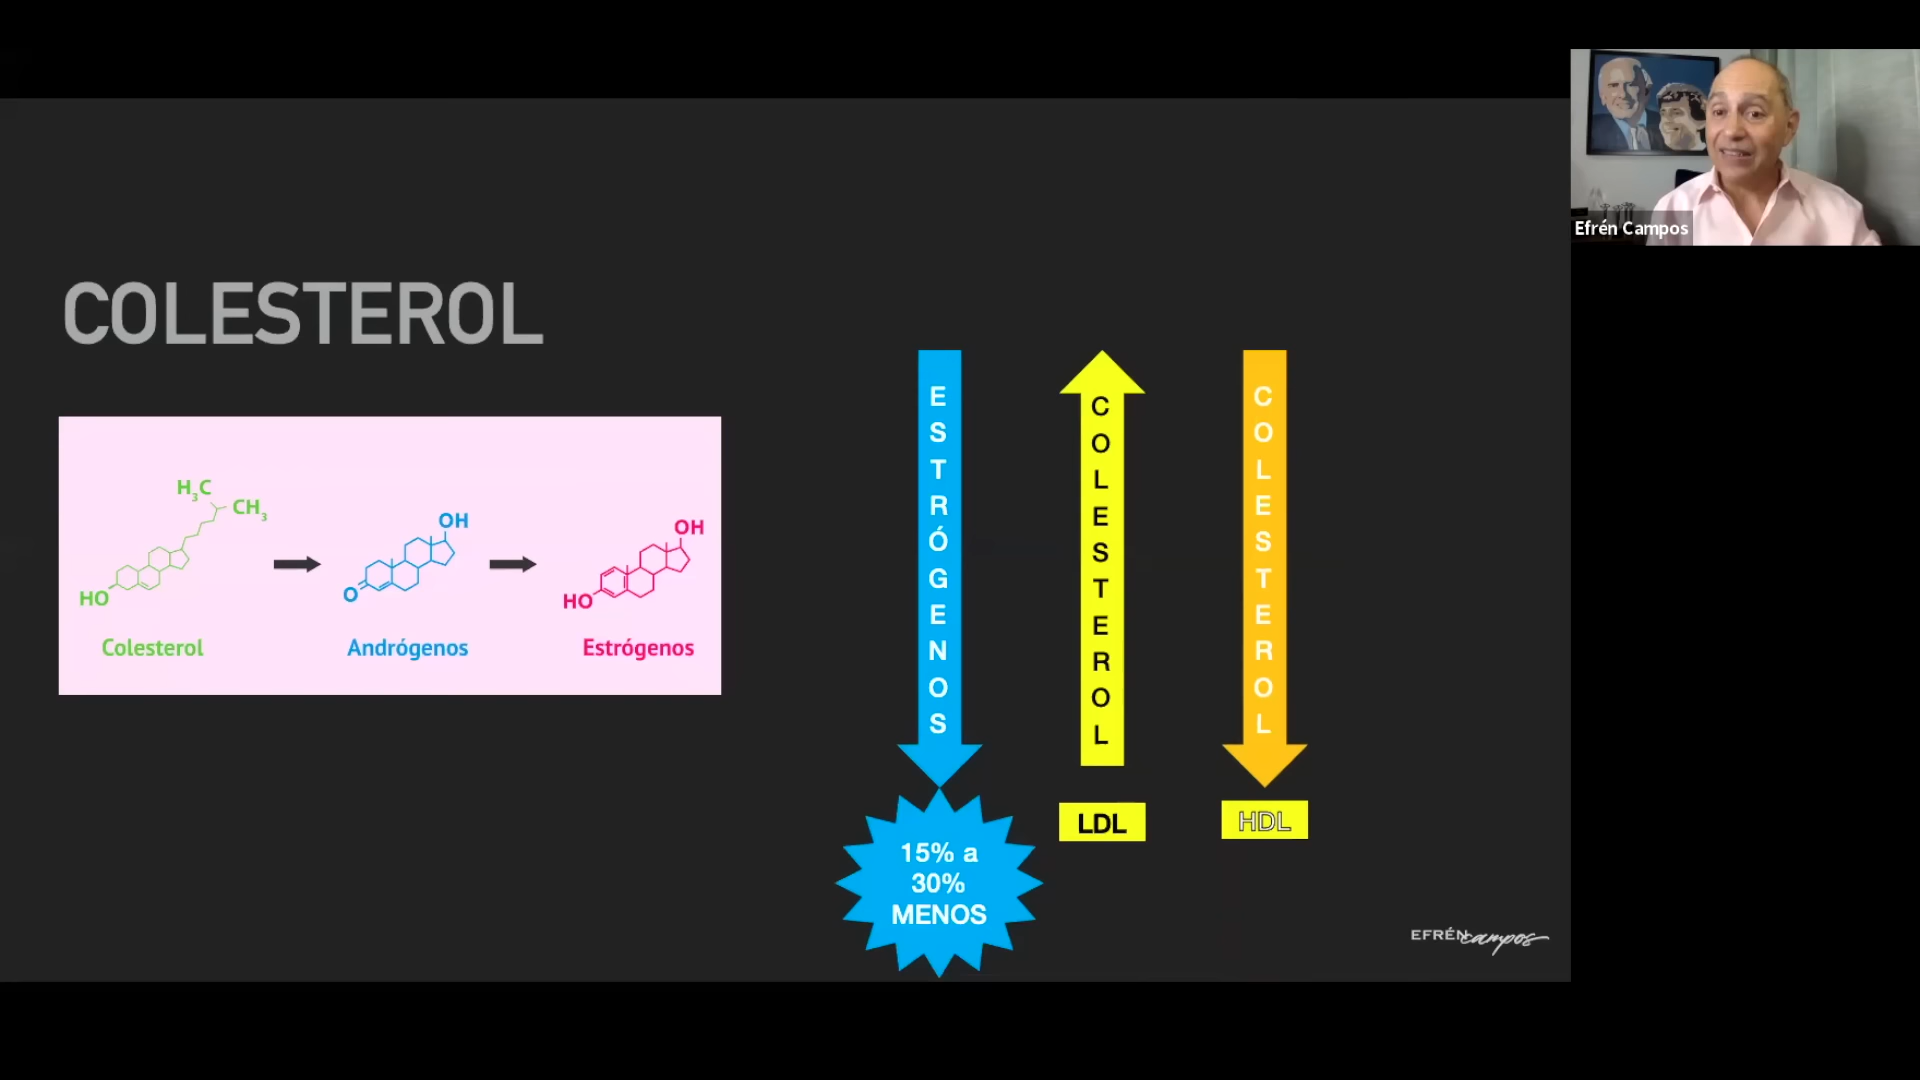 Efrén Campos
COLESTEROL
H₃C
CH₃
HO
Colesterol
OH
O
Andrógenos
OH
HO
Estrógenos
ESTRÓGENOS
15% a
30%
MENOS
COLESTEROL
LDL
COLESTEROL
HDL
EFRÉN campos